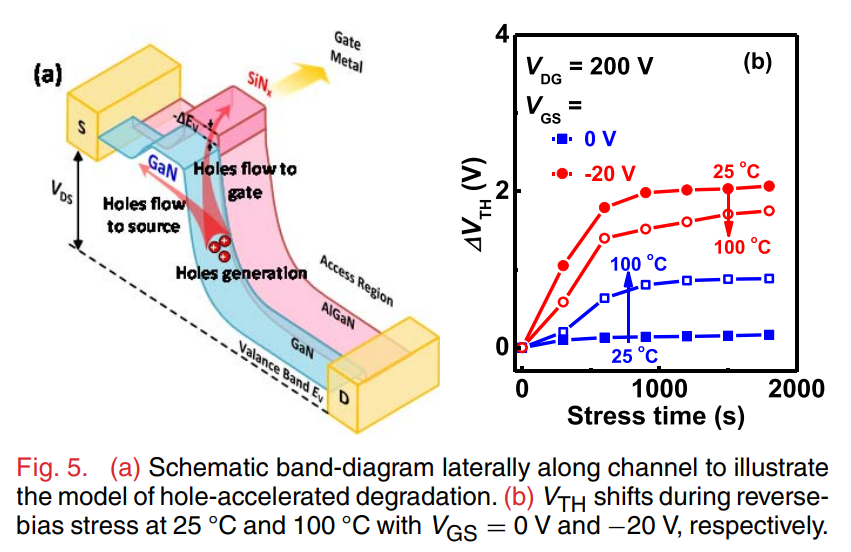 (a)
Gate
Metal
SiNx
S
-ΔEV
GaN
Holes flow to
gate
VDS
Holes flow
to source
Holes generation
Access Region
AlGaN
GaN
Valance Band EV
D
(b)
VDG = 200 V
VGS =
0 V
-20 V
25 °C
100 °C
100 °C
25 °C
ΔVTH (V)
4
2
0
0
1000
2000
Stress time (s)
Fig. 5. (a) Schematic band-diagram laterally along channel to illustrate
the model of hole-accelerated degradation. (b) VTH shifts during reverse-
bias stress at 25 °C and 100 °C with VGS = 0 V and −20 V, respectively.